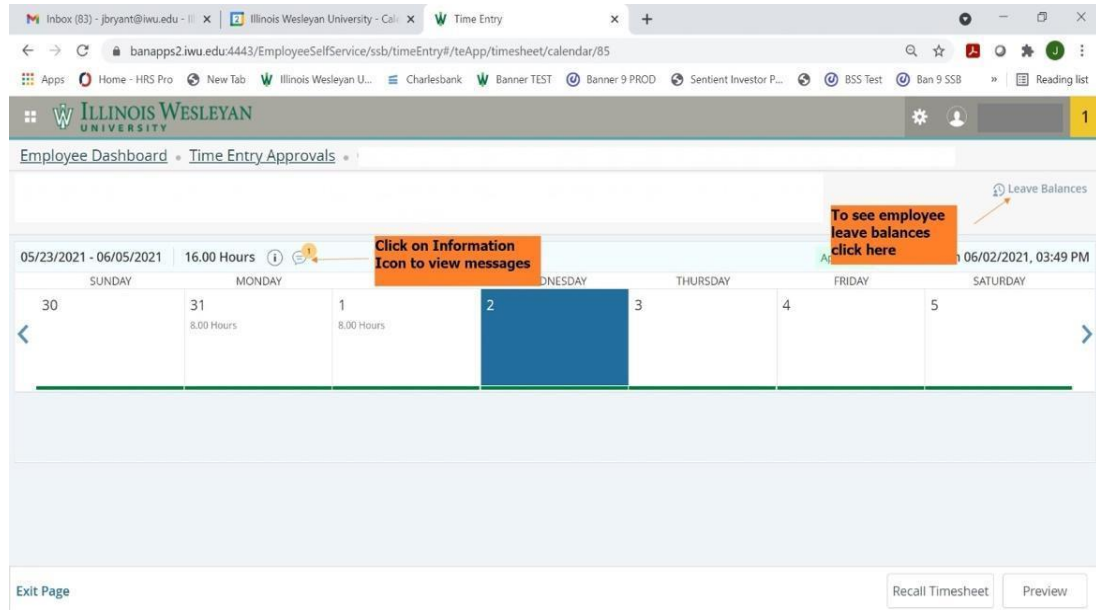 Inbox (83) - jbryant@iwu.edu - Il
Illinois Wesleyan University - Cale
Time Entry
banapps2.iwu.edu:4443/EmployeeSelfService/ssb/timeEntry#/teApp/timesheet/calendar/85
Apps Home - HRS Pro New Tab Illinois Wesleyan U... Charlesbank Banner TEST Banner 9 PROD Sentient Investor P... BSS Test Ban 9 SSB » Reading list
ILLINOIS WESLEYAN
UNIVERSITY
1
Employee Dashboard • Time Entry Approvals •
Leave Balances
To see employee
leave balances
click here
Click on Information
Icon to view messages
05/23/2021 - 06/05/2021 16.00 Hours 1 06/02/2021, 03:49 PM
SUNDAY MONDAY DNESDAY THURSDAY FRIDAY SATURDAY
30 31 1 2 3 4 5
8.00 Hours 8.00 Hours
Exit Page Recall Timesheet Preview